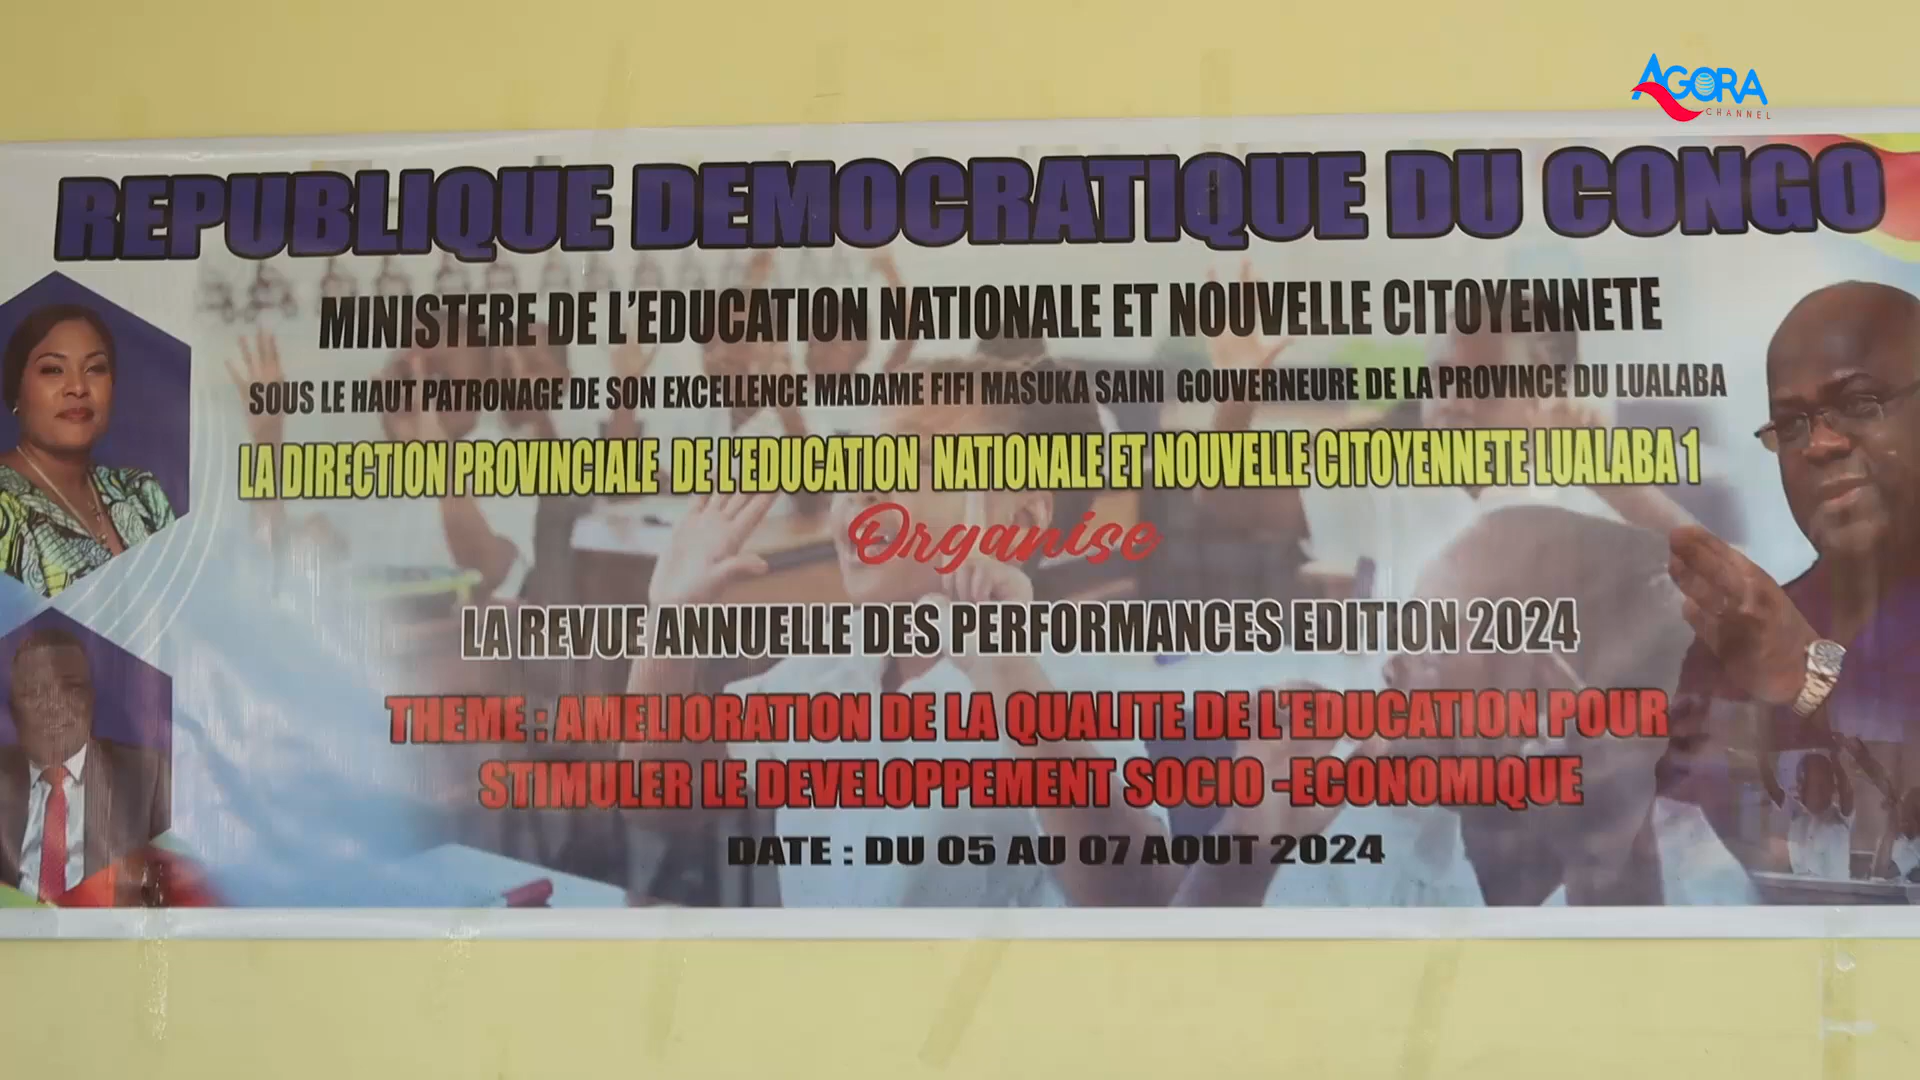 AGORA
CHANNEL
REPUBLIQUE DEMOCRATIQUE DU CONGO
MINISTERE DE L'EDUCATION NATIONALE ET NOUVELLE CITOYENNETE
SOUS LE HAUT PATRONAGE DE SON EXCELLENCE MADAME FIFI MASUKA SAINI GOUVERNEURE DE LA PROVINCE DU LUALABA
LA DIRECTION PROVINCIALE DE L'EDUCATION NATIONALE ET NOUVELLE CITOYENNETE LUALABA 1
Organise
LA REVUE ANNUELLE DES PERFORMANCES EDITION 2024
THEME : AMELIORATION DE LA QUALITE DE L'EDUCATION POUR
STIMULER LE DEVELOPPEMENT SOCIO -ECONOMIQUE
DATE : DU 05 AU 07 AOUT 2024